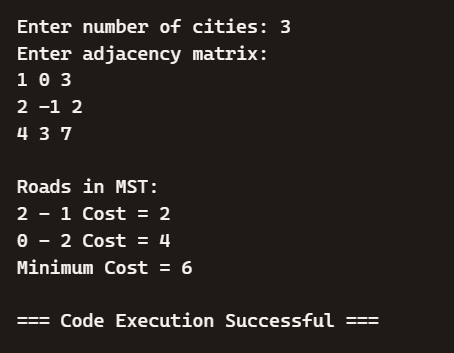 Enter number of cities: 3
Enter adjacency matrix:
1 0 3
2 -1 2
4 3 7
Roads in MST:
2 - 1 Cost = 2
0 - 2 Cost = 4
Minimum Cost = 6
=== Code Execution Successful ===